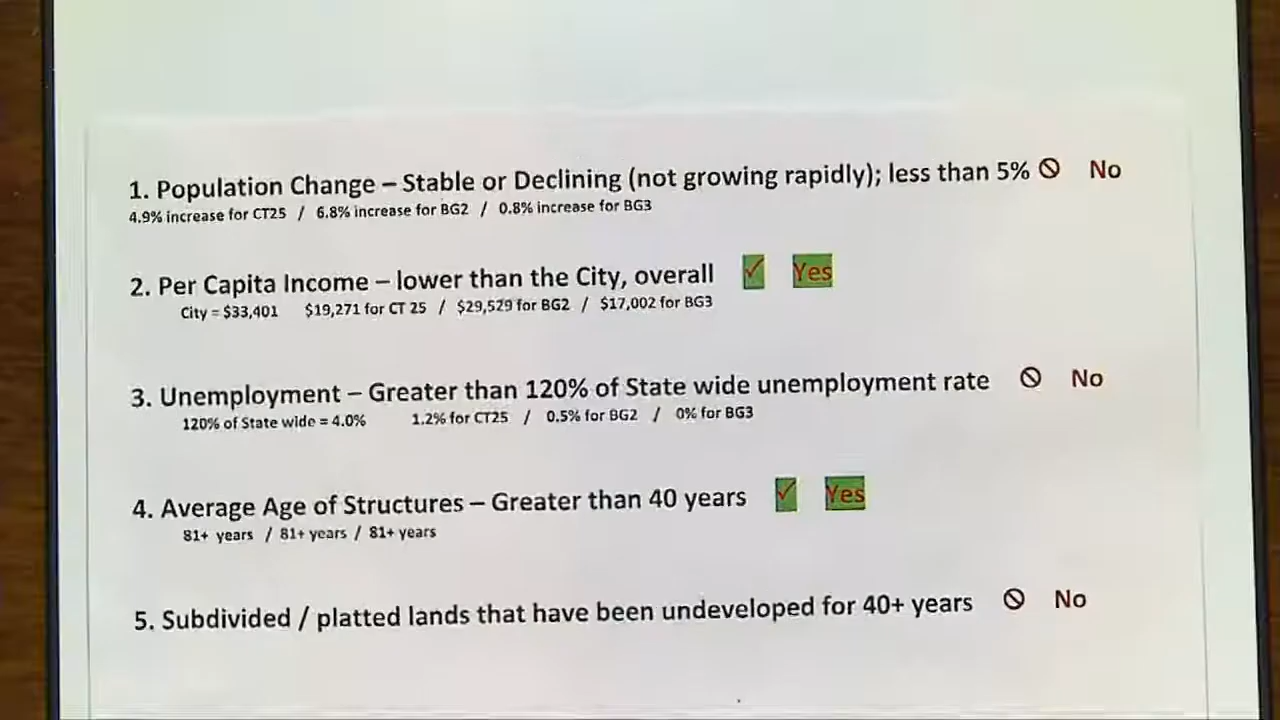 1. Population Change – Stable or Declining (not growing rapidly); less than 5% 🛇 No
4.9% increase for CT25 / 6.8% increase for BG2 / 0.8% increase for BG3
2. Per Capita Income – lower than the City, overall ✓ Yes
City = $33,401 $19,271 for CT 25 / $29,529 for BG2 / $17,002 for BG3
3. Unemployment – Greater than 120% of State wide unemployment rate 🛇 No
120% of State wide = 4.0% 1.2% for CT25 / 0.5% for BG2 / 0% for BG3
4. Average Age of Structures – Greater than 40 years ✓ Yes
81+ years / 81+ years / 81+ years
5. Subdivided / platted lands that have been undeveloped for 40+ years 🛇 No